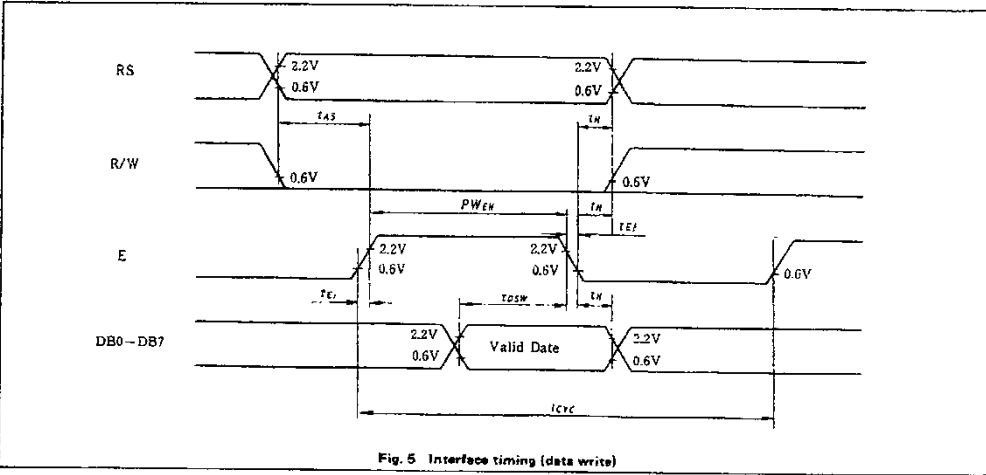 RS
2.2V
0.6V
2.2V
0.6V
tAS
tH
R/W
0.6V
0.6V
PWEH
tH
tEf
E
2.2V
0.6V
2.2V
0.6V
0.6V
tEr
tDSW
tH
DB0-DB7
2.2V
0.6V
Valid Date
2.2V
0.6V
tCYC
Fig. 5 Interface timing (data write)